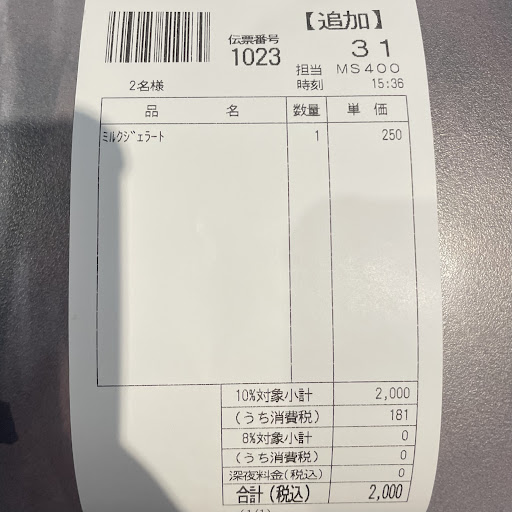 【追加】
伝票番号 31
1023
担当 MS400
2名様 時刻 15:36
品 名 数量 単 価
ﾐﾙｸｼﾞｪﾗｰﾄ 1 250
10%対象小計 2,000
(うち消費税) 181
8%対象小計 0
(うち消費税) 0
深夜料金(税込) 0
合計(税込) 2,000
(1/1)